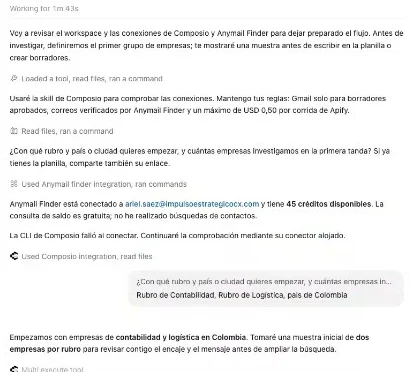 Working for 1m 43s
Voy a revisar el workspace y las conexiones de Composio y Anymail Finder para dejar preparado el flujo. Antes de
investigar, definiremos el primer grupo de empresas; te mostraré una muestra antes de escribir en la planilla o
crear borradores.
Loaded a tool, read files, ran a command
Usaré la skill de Composio para comprobar las conexiones. Mantengo tus reglas: Gmail solo para borradores
aprobados, correos verificados por Anymail Finder y un máximo de USD 0,50 por corrida de Apify.
Read files, ran a command
¿Con qué rubro y país o ciudad quieres empezar, y cuántas empresas investigamos en la primera tanda? Si ya
tienes la planilla, comparte también su enlace.
Used Anymail finder integration, ran commands
Anymail Finder está conectado a ariel.saez@impulsoestrategicocx.com y tiene 45 créditos disponibles. La
consulta de saldo es gratuita; no he realizado búsquedas de contactos.
La CLI de Composio falló al conectar. Continuaré la comprobación mediante su conector alojado.
Used Composio integration, read files
¿Con qué rubro y país o ciudad quieres empezar, y cuántas empresas in...
Rubro de Contabilidad, Rubro de Logística, pais de Colombia
Empezamos con empresas de contabilidad y logística en Colombia. Tomaré una muestra inicial de dos
empresas por rubro para revisar contigo el encaje y el mensaje antes de ampliar la búsqueda.
Multi execute tool